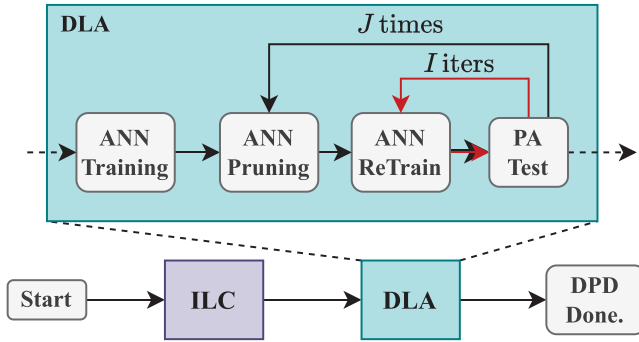 DLA
J times
I iters
ANN
Training
ANN
Pruning
ANN
ReTrain
PA
Test
Start
ILC
DLA
DPD
Done.